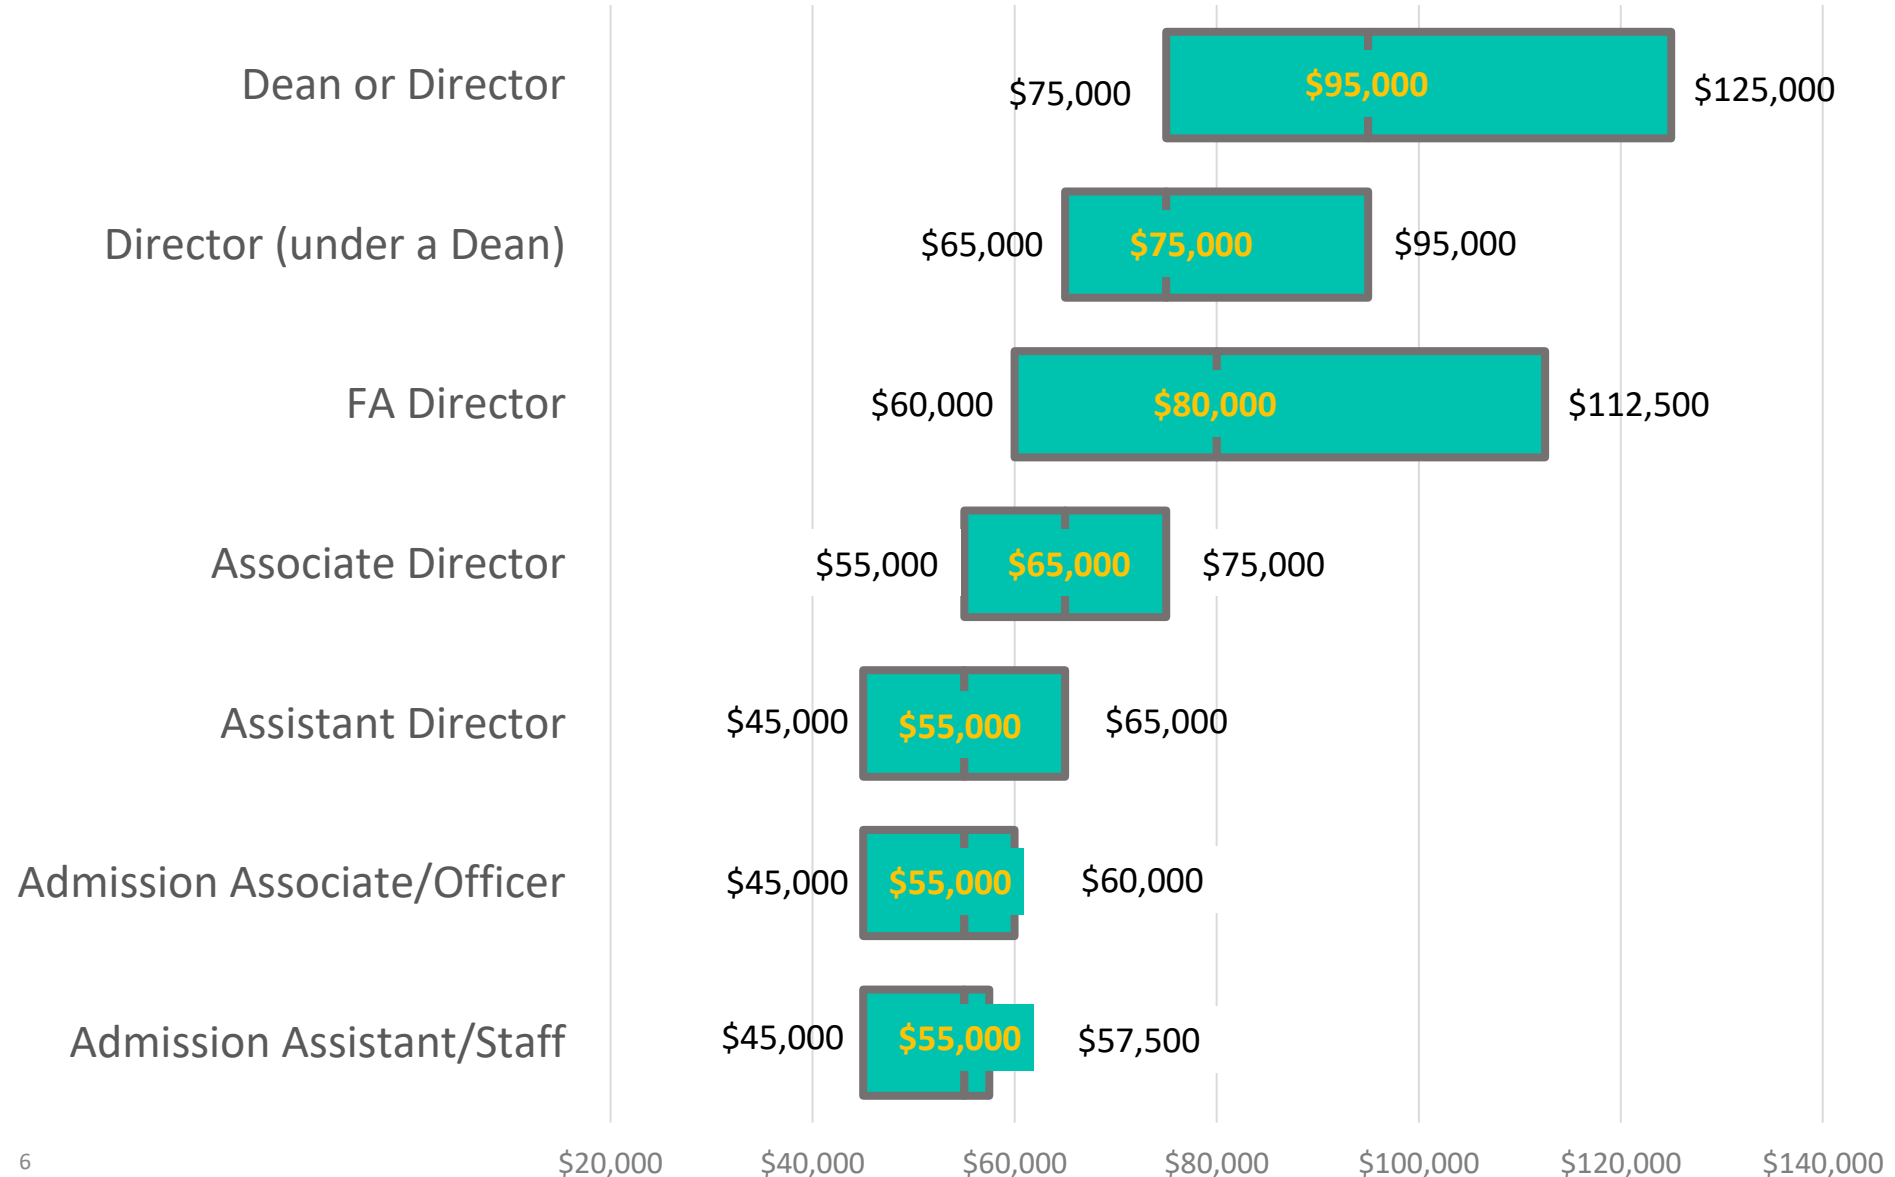 Dean or Director $75,000 $95,000 $125,000
Director (under a Dean) $65,000 $75,000 $95,000
FA Director $60,000 $80,000 $112,500
Associate Director $55,000 $65,000 $75,000
Assistant Director $45,000 $55,000 $65,000
Admission Associate/Officer $45,000 $55,000 $60,000
Admission Assistant/Staff $45,000 $55,000 $57,500
6 $20,000 $40,000 $60,000 $80,000 $100,000 $120,000 $140,000